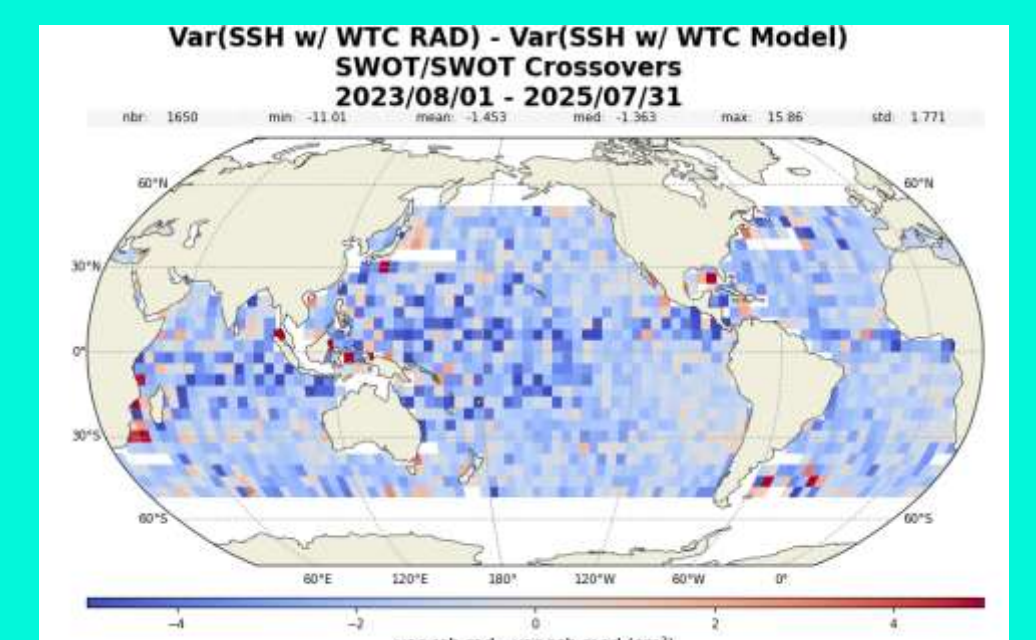 Var(SSH w/ WTC RAD) - Var(SSH w/ WTC Model)
SWOT/SWOT Crossovers
2023/08/01 - 2025/07/31
nbr: 1650 min: -11.01 mean: -1.453 med: -1.363 max: 15.86 std: 1.771
60°N 60°N
30°N
0°
30°S
60°S 60°S
60°E 120°E 180° 120°W 60°W 0°
−4 −2 0 2 4